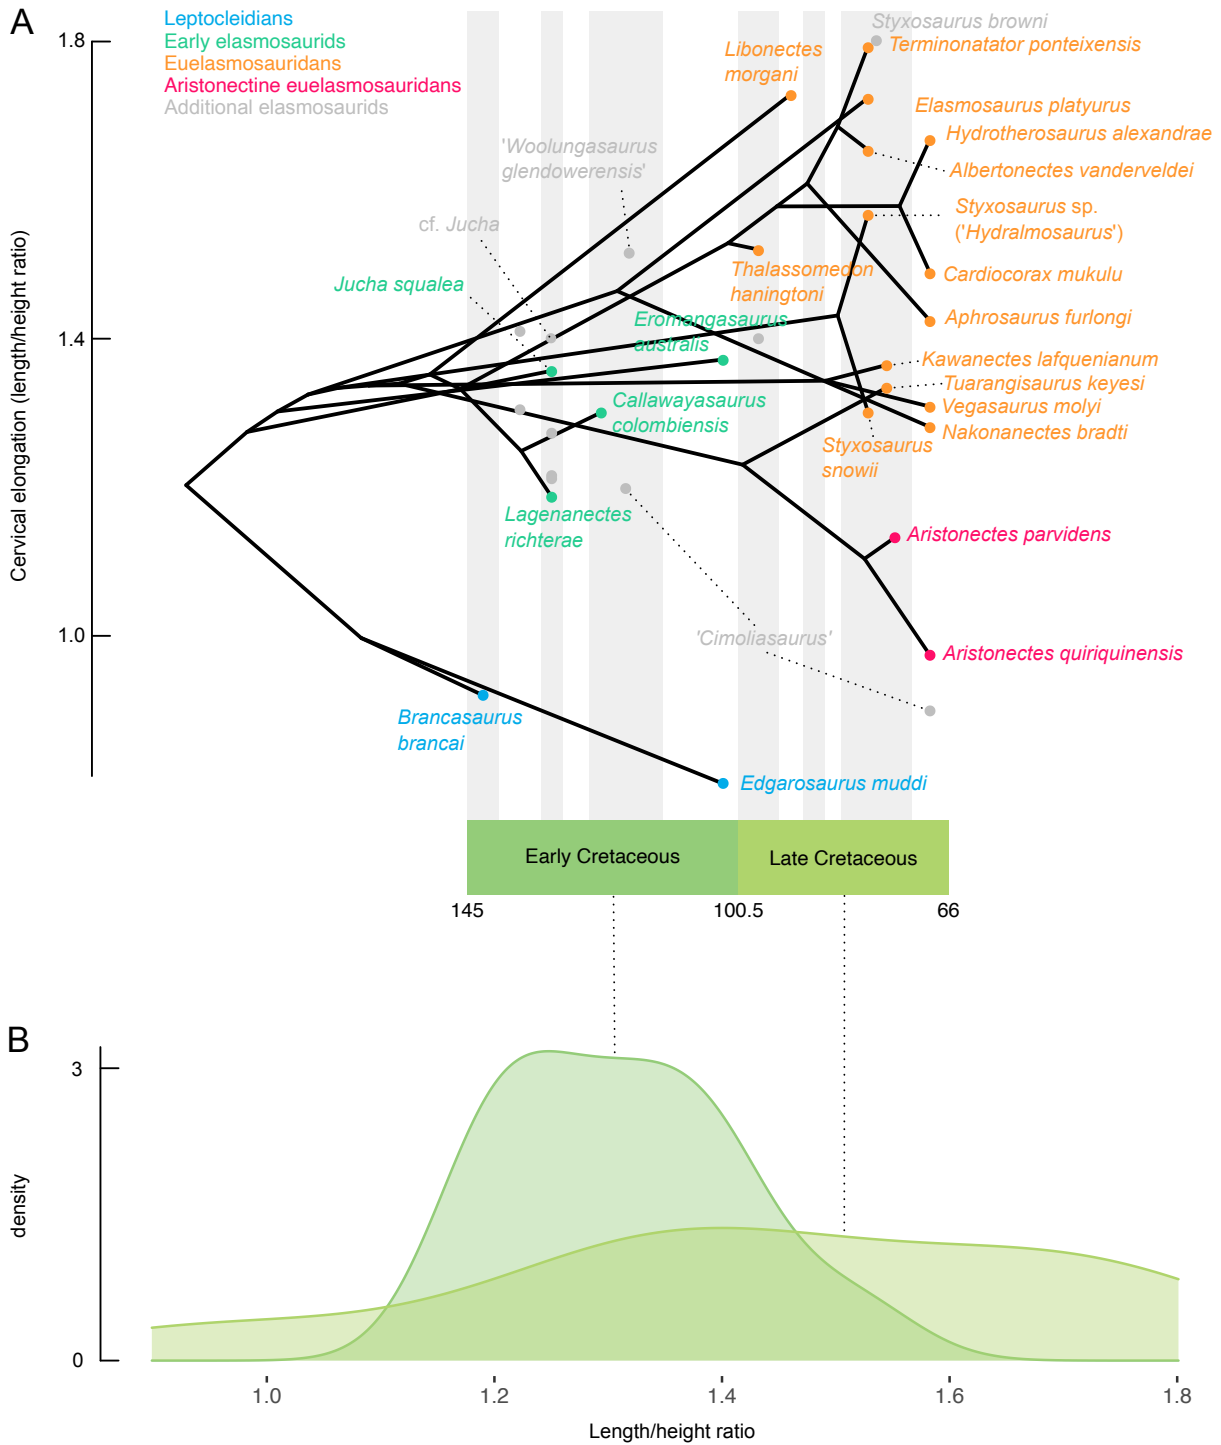 A
Leptocleidians
Early elasmosaurids
Euelasmosauridans
Aristonectine euelasmosauridans
Additional elasmosaurids
Cervical elongation (length/height ratio)
1.8
1.4
1.0
Styxosaurus browni
Terminonatator ponteixensis
Libonectes
morgani
Elasmosaurus platyurus
Hydrotherosaurus alexandrae
Albertonectes vanderveldei
'Woolungasaurus
glendowerensis'
cf. Jucha
Styxosaurus sp.
('Hydralmosaurus')
Jucha squalea
Thalassomedon
haningtoni
Cardiocorax mukulu
Eromangasaurus
australis
Aphrosaurus furlongi
Kawanectes lafquenianum
Tuarangisaurus keyesi
Callawayasaurus
colombiensis
Vegasaurus molyi
Nakonanectes bradti
Styxosaurus
snowii
Lagenanectes
richterae
Aristonectes parvidens
'Cimoliasaurus'
Aristonectes quiriquinensis
Brancasaurus
brancai
Edgarosaurus muddi
Early Cretaceous
Late Cretaceous
145
100.5
66
B
density
3
0
1.0
1.2
1.4
1.6
1.8
Length/height ratio